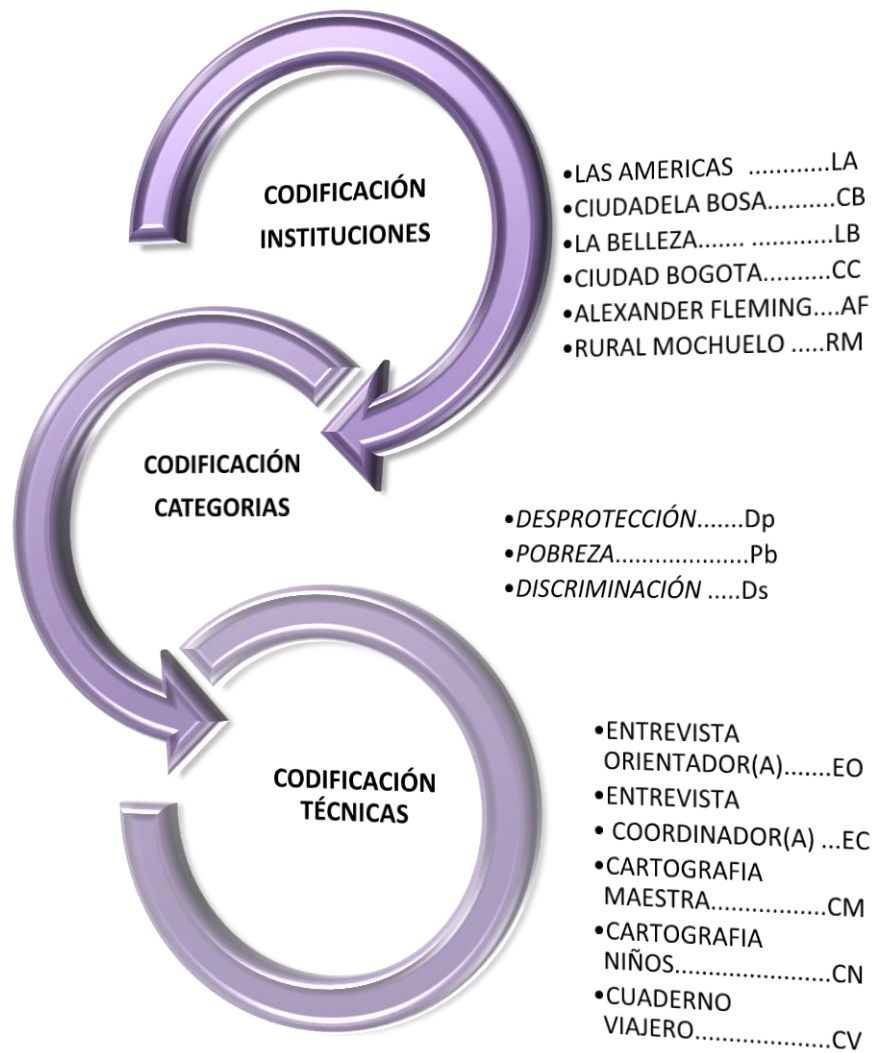 CODIFICACIÓN
INSTITUCIONES
•LAS AMERICAS ............LA
•CIUDADELA BOSA..........CB
•LA BELLEZA....... ............LB
•CIUDAD BOGOTA..........CC
•ALEXANDER FLEMING....AF
•RURAL MOCHUELO .....RM
CODIFICACIÓN
CATEGORIAS
•DESPROTECCIÓN.......Dp
•POBREZA....................Pb
•DISCRIMINACIÓN .....Ds
CODIFICACIÓN
TÉCNICAS
•ENTREVISTA
ORIENTADOR(A).......EO
•ENTREVISTA
• COORDINADOR(A) ...EC
•CARTOGRAFIA
MAESTRA.................CM
•CARTOGRAFIA
NIÑOS.......................CN
•CUADERNO
VIAJERO....................CV